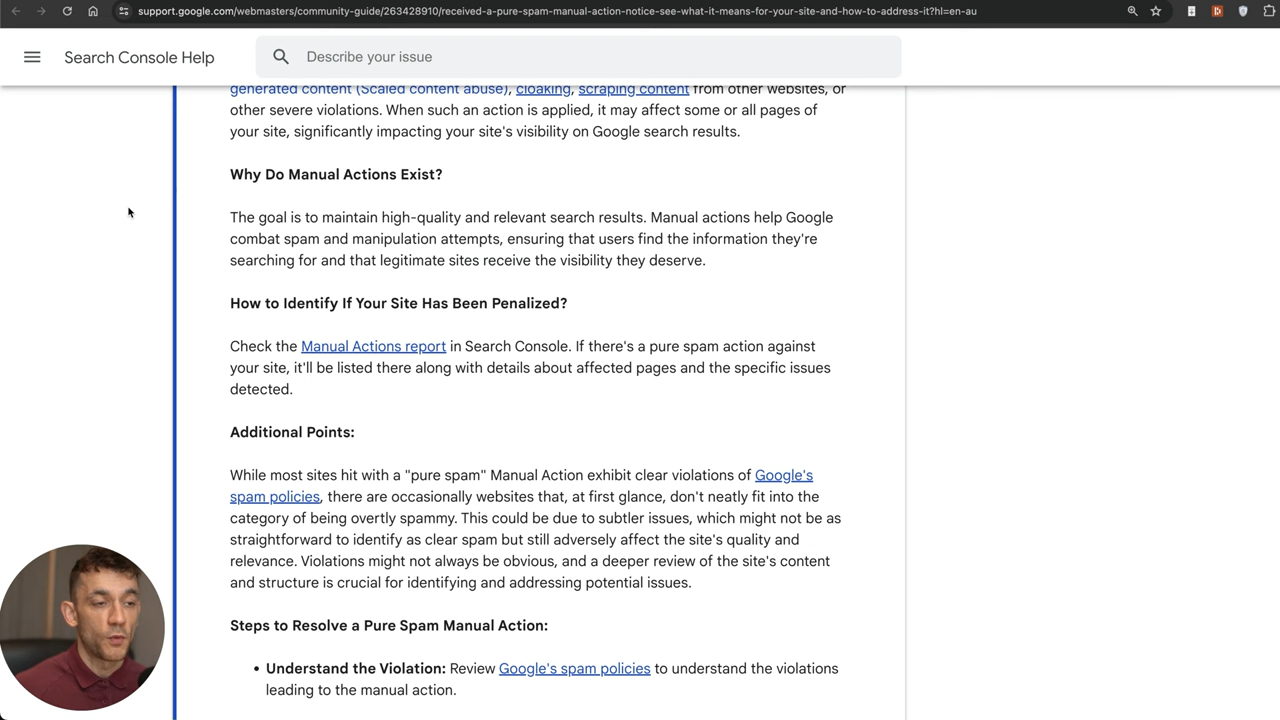 support.google.com/webmasters/community-guide/263428910/received-a-pure-spam-manual-action-notice-see-what-it-means-for-your-site-and-how-to-address-it?hl=en-au
Search Console Help
Describe your issue
generated content (Scaled content abuse), cloaking, scraping content from other websites, or
other severe violations. When such an action is applied, it may affect some or all pages of
your site, significantly impacting your site's visibility on Google search results.
Why Do Manual Actions Exist?
The goal is to maintain high-quality and relevant search results. Manual actions help Google
combat spam and manipulation attempts, ensuring that users find the information they're
searching for and that legitimate sites receive the visibility they deserve.
How to Identify If Your Site Has Been Penalized?
Check the Manual Actions report in Search Console. If there's a pure spam action against
your site, it'll be listed there along with details about affected pages and the specific issues
detected.
Additional Points:
While most sites hit with a "pure spam" Manual Action exhibit clear violations of Google's
spam policies, there are occasionally websites that, at first glance, don't neatly fit into the
category of being overtly spammy. This could be due to subtler issues, which might not be as
straightforward to identify as clear spam but still adversely affect the site's quality and
relevance. Violations might not always be obvious, and a deeper review of the site's content
and structure is crucial for identifying and addressing potential issues.
Steps to Resolve a Pure Spam Manual Action:
• Understand the Violation: Review Google's spam policies to understand the violations
leading to the manual action.